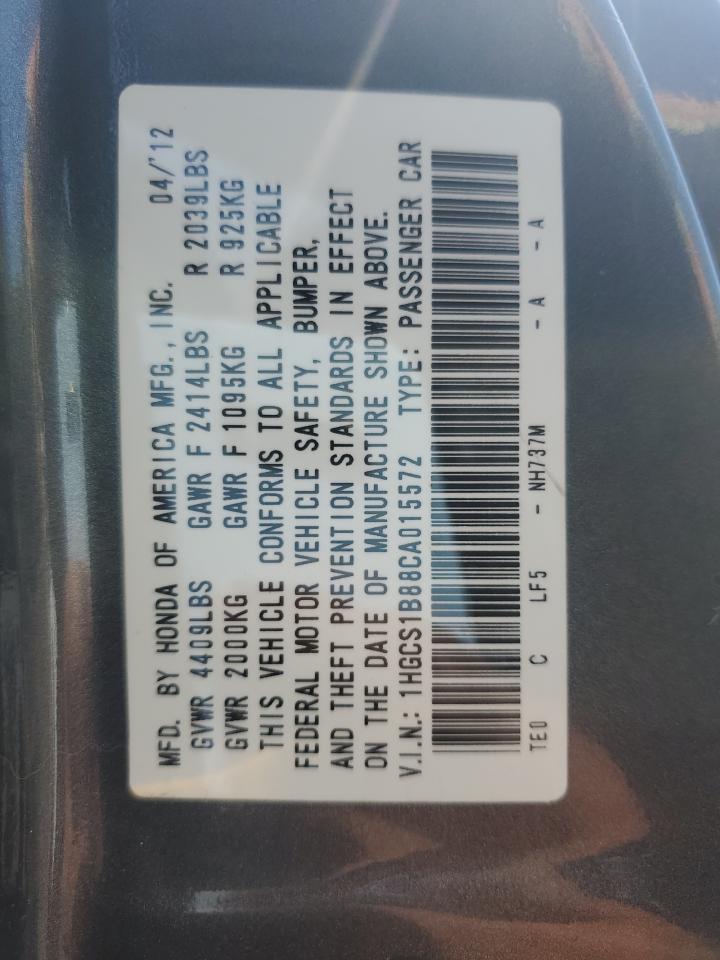 MFD. BY HONDA OF AMERICA MFG., INC. 04/'12
GVWR 4409LBS GAWR F 2414LBS R 2039LBS
GVWR 2000KG GAWR F 1095KG R 925KG
THIS VEHICLE CONFORMS TO ALL APPLICABLE
FEDERAL MOTOR VEHICLE SAFETY, BUMPER,
AND THEFT PREVENTION STANDARDS IN EFFECT
ON THE DATE OF MANUFACTURE SHOWN ABOVE.
V.I.N.: 1HGCS1B88CA015572 TYPE: PASSENGER CAR
TE0 C LF5 - NH737M - A - A